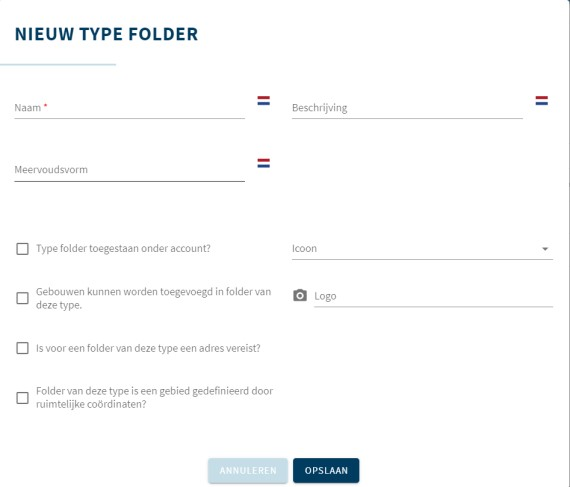 NIEUW TYPE FOLDER
Naam *
Beschrijving
Meervoudsvorm
Type folder toegestaan onder account?
Icoon
Gebouwen kunnen worden toegevoegd in folder van
deze type.
Logo
Is voor een folder van deze type een adres vereist?
Folder van deze type is een gebied gedefinieerd door
ruimtelijke coördinaten?
ANNULEREN
OPSLAAN